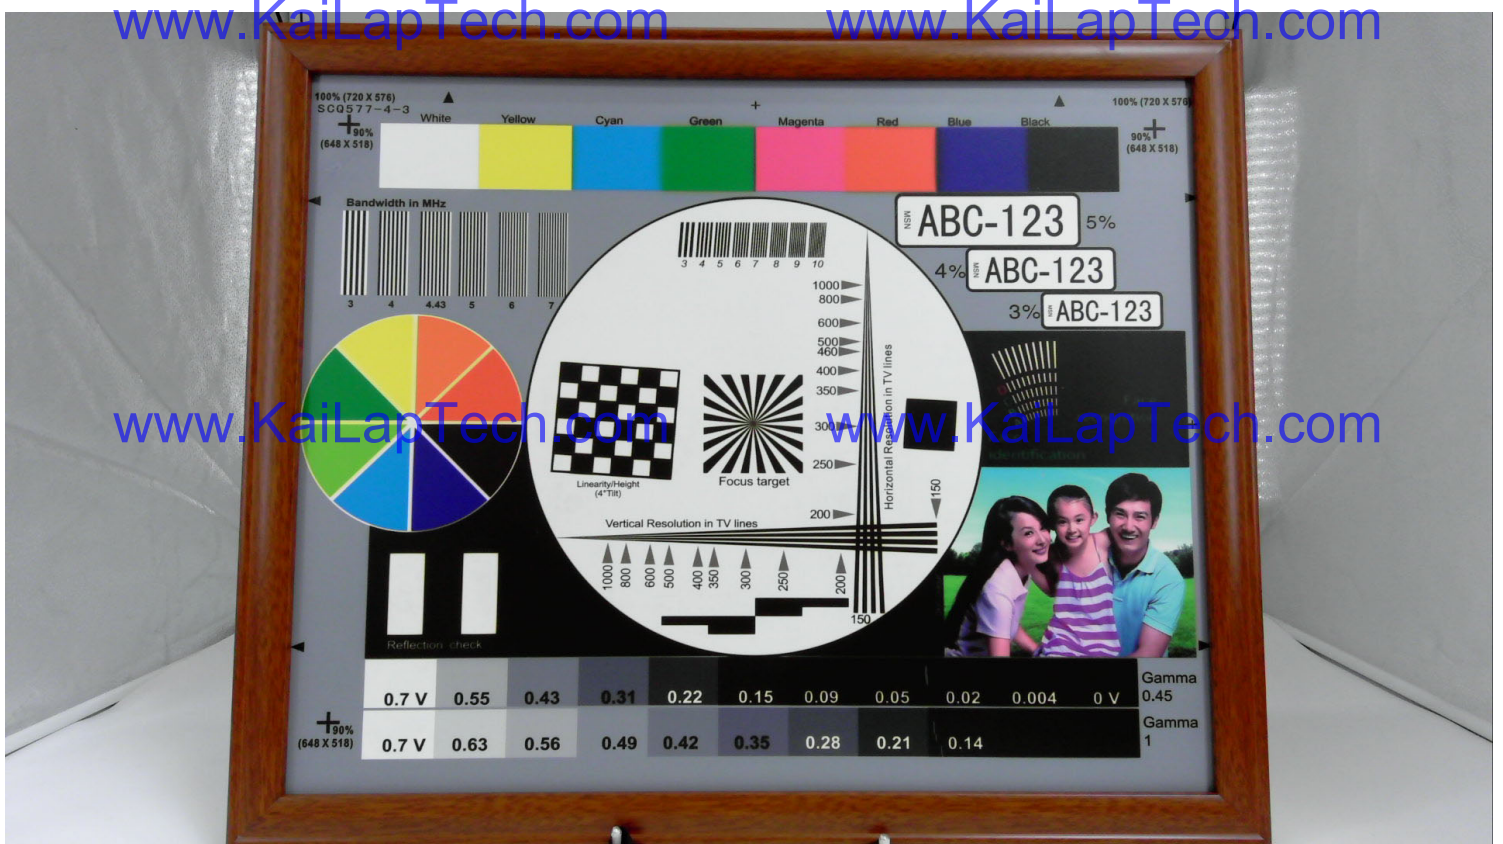 www.KaiLapTech.com www.KaiLapTech.com
100% (720 X 576) 100% (720 X 576)
SCQ577-4-3
White Yellow Cyan Green Magenta Red Blue Black
90% 90%
(648 X 518) (648 X 518)
Bandwidth in MHz
3 4 4.43 5 6 7
3 4 5 6 7 8 9 10
MSN ABC-123 5%
4% MSN ABC-123
3% MSN ABC-123
1000
800
600
500
460
400
350
300
250
200
150
Horizontal Resolution in TV lines
150
www.KaiLapTech.com www.KaiLapTech.com
Identification
Linearity/Height
(4°Tilt)
Focus target
Vertical Resolution in TV lines
1000 800 600 500 400 350 300 250 200
Reflection check
0.7 V 0.55 0.43 0.31 0.22 0.15 0.09 0.05 0.02 0.004 0 V
Gamma
0.45
0.7 V 0.63 0.56 0.49 0.42 0.35 0.28 0.21 0.14
Gamma
1
90%
(648 X 518)